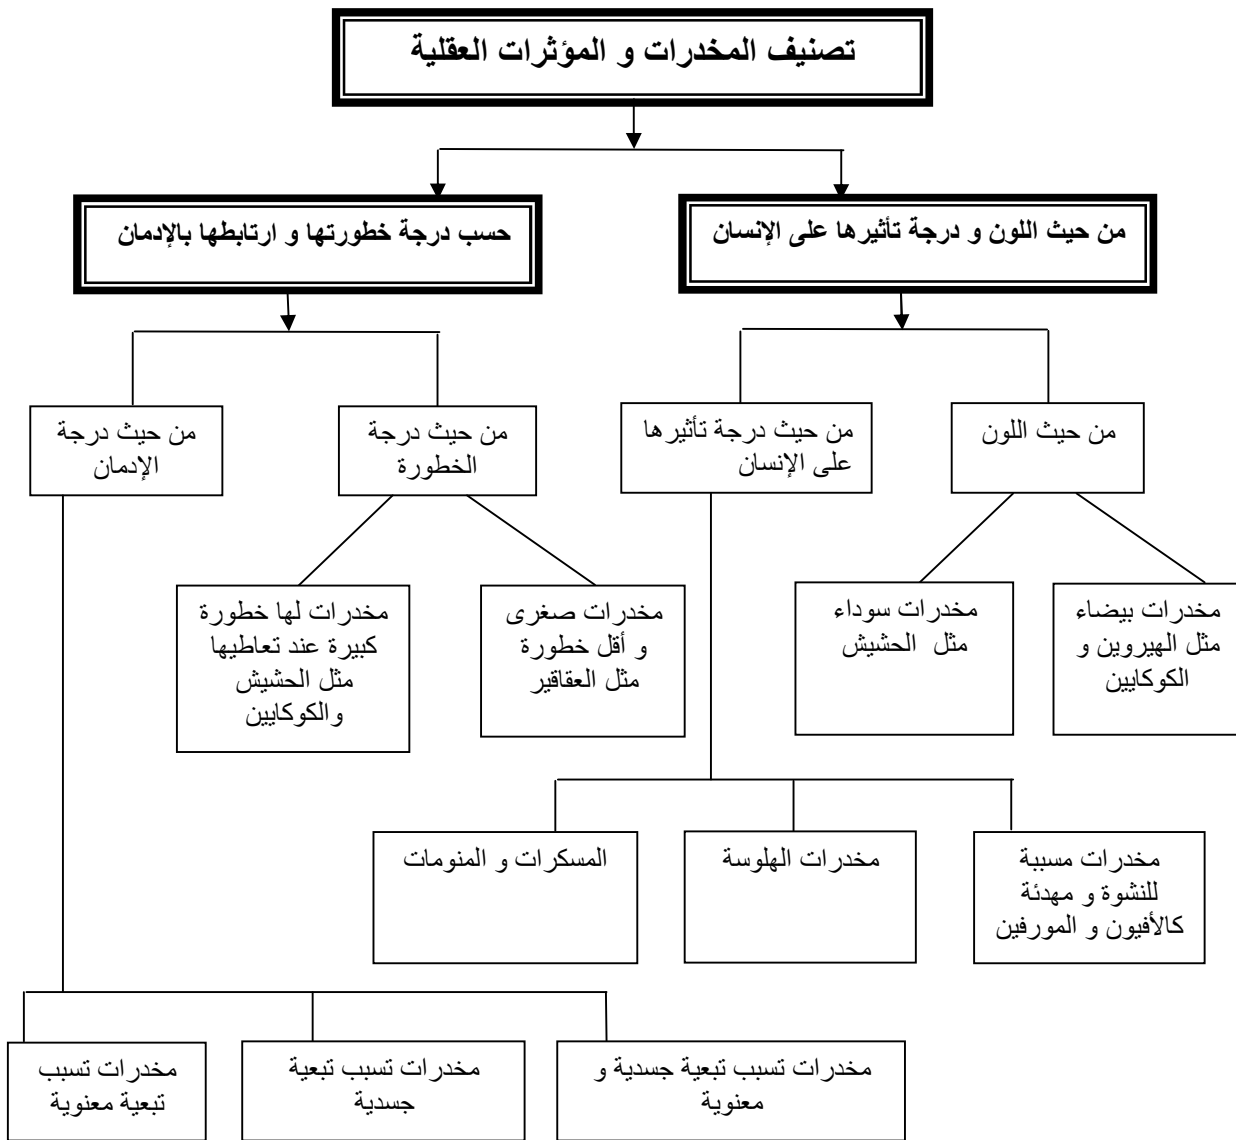 تصنيف المخدرات و المؤثرات العقلية
من حيث اللون و درجة تأثيرها على الإنسان
حسب درجة خطورتها و ارتابطها بالإدمان
من حيث اللون
من حيث درجة تأثيرها
على الإنسان
من حيث درجة
الخطورة
من حيث درجة
الإدمان
مخدرات بيضاء
مثل الهيروين و
الكوكايين
مخدرات سوداء
مثل الحشيش
مخدرات صغرى
و أقل خطورة
مثل العقاقير
مخدرات لها خطورة
كبيرة عند تعاطيها
مثل الحشيش
والكوكايين
مخدرات مسببة
للنشوة و مهدئة
كالأفيون و المورفين
مخدرات الهلوسة
المسكرات و المنومات
مخدرات تسبب تبعية جسدية و
معنوية
مخدرات تسبب تبعية
جسدية
مخدرات تسبب
تبعية معنوية